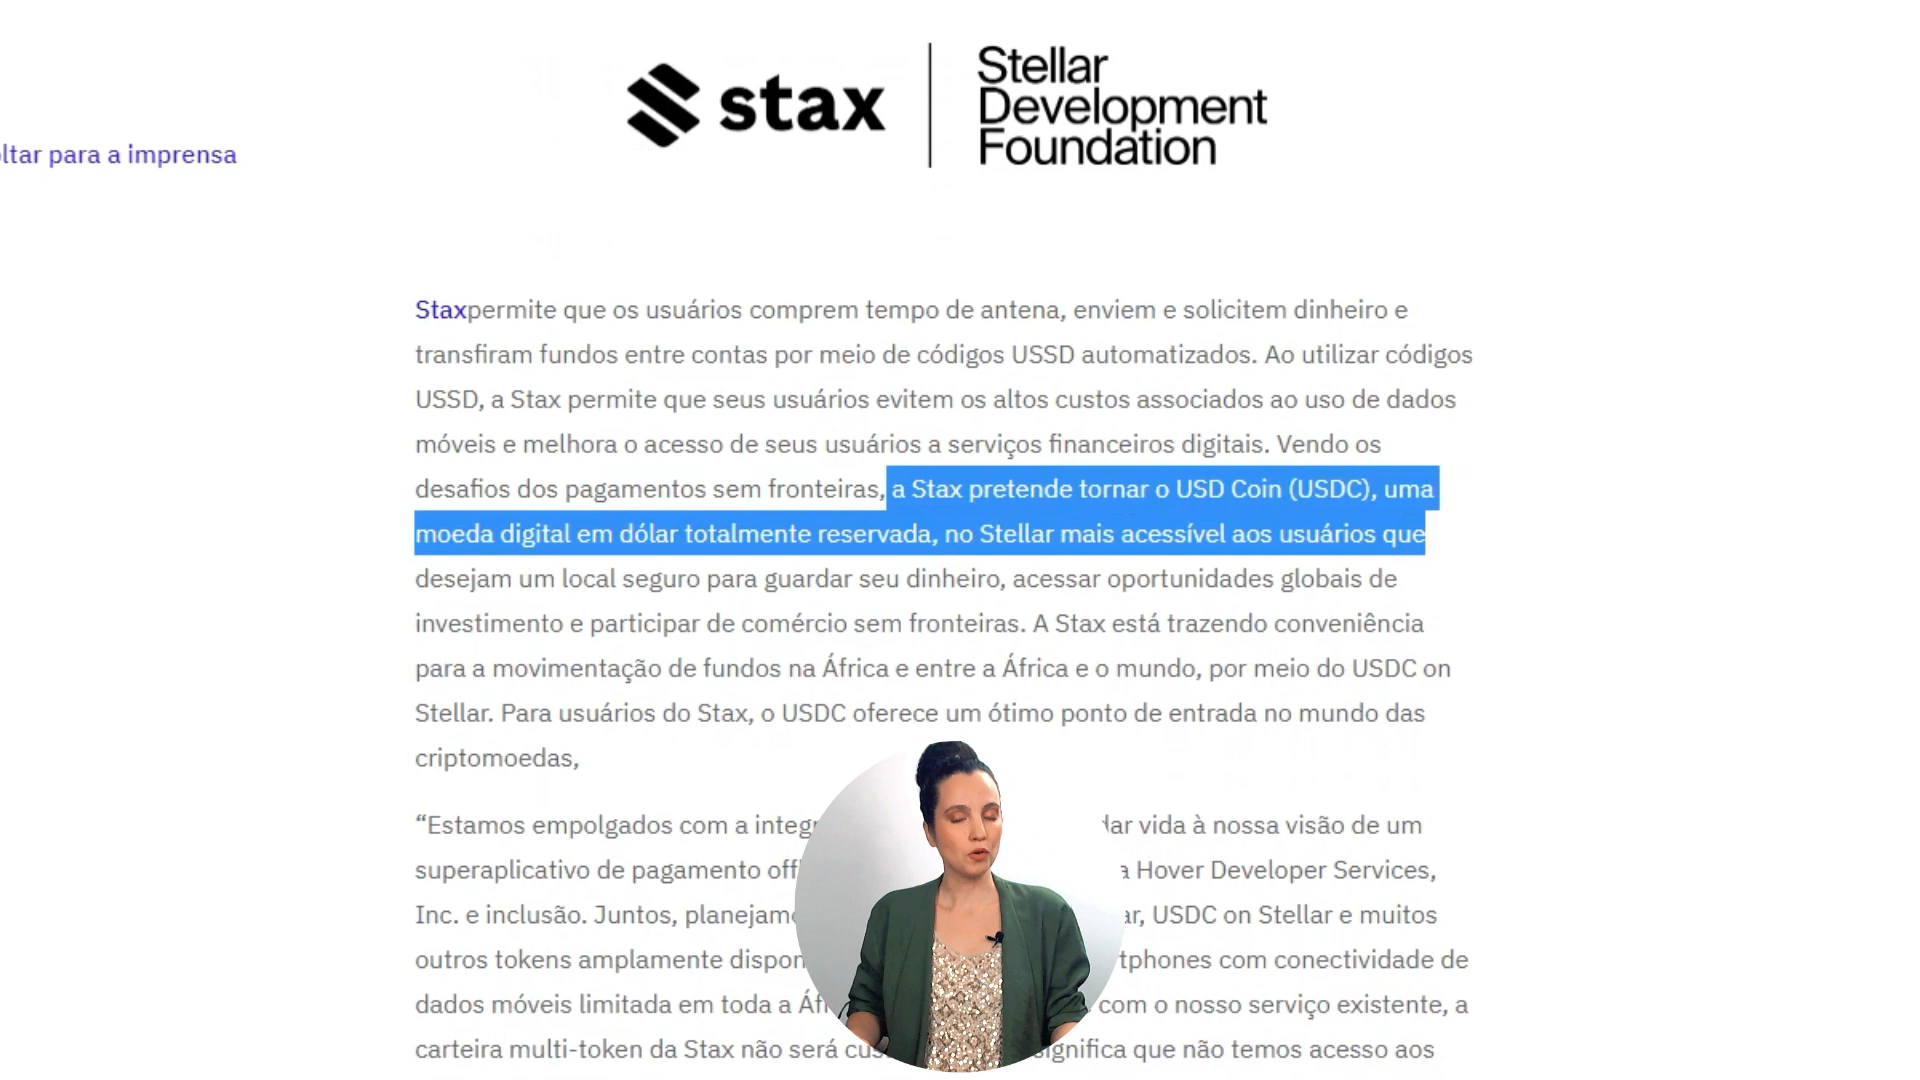 stax
Stellar
Development
Foundation
ltar para a imprensa
Staxpermite que os usuários comprem tempo de antena, enviem e solicitem dinheiro e
transfiram fundos entre contas por meio de códigos USSD automatizados. Ao utilizar códigos
USSD, a Stax permite que seus usuários evitem os altos custos associados ao uso de dados
móveis e melhora o acesso de seus usuários a serviços financeiros digitais. Vendo os
desafios dos pagamentos sem fronteiras, a Stax pretende tornar o USD Coin (USDC), uma
moeda digital em dólar totalmente reservada, no Stellar mais acessível aos usuários que
desejam um local seguro para guardar seu dinheiro, acessar oportunidades globais de
investimento e participar de comércio sem fronteiras. A Stax está trazendo conveniência
para a movimentação de fundos na África e entre a África e o mundo, por meio do USDC on
Stellar. Para usuários do Stax, o USDC oferece um ótimo ponto de entrada no mundo das
criptomoedas,
“Estamos empolgados com a integr dar vida à nossa visão de um
superaplicativo de pagamento off a Hover Developer Services,
Inc. e inclusão. Juntos, planejamo ar, USDC on Stellar e muitos
outros tokens amplamente dispon tphones com conectividade de
dados móveis limitada em toda a Áfr com o nosso serviço existente, a
carteira multi-token da Stax não será cus significa que não temos acesso aos